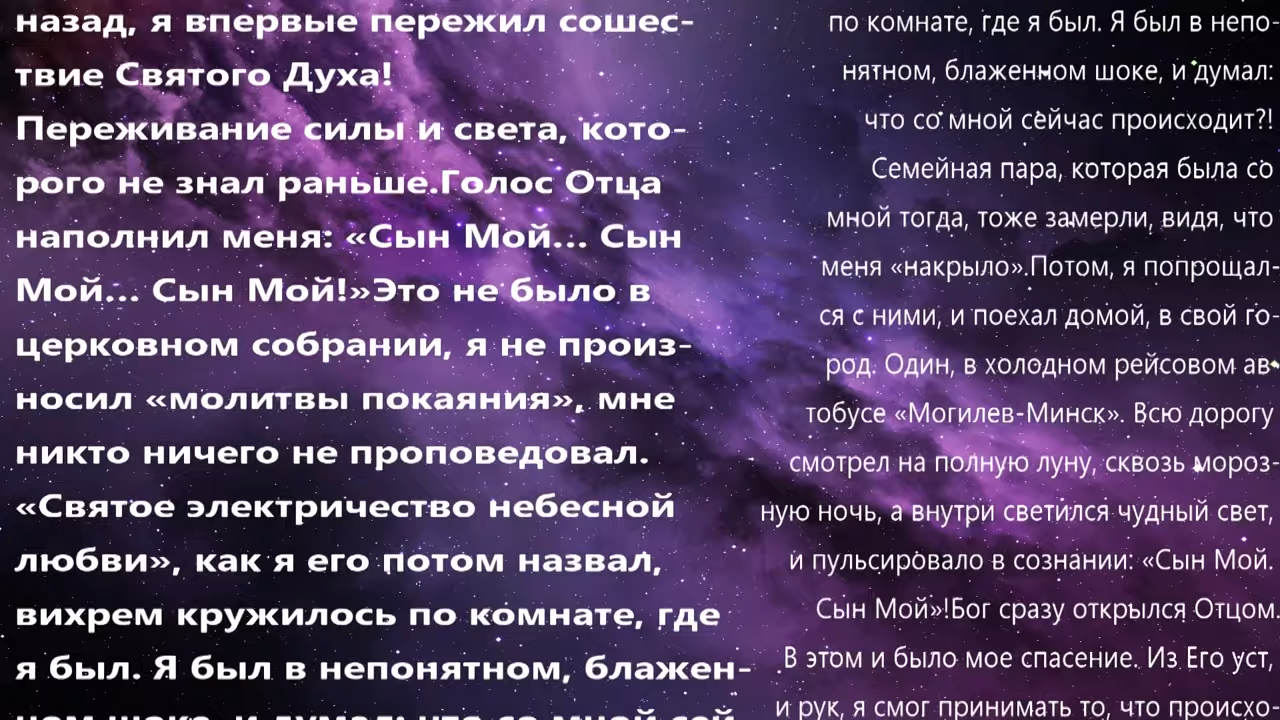 назад, я впервые пережил сошес-
твие Святого Духа!
Переживание силы и света, кото-
рого не знал раньше.Голос Отца
наполнил меня: «Сын Мой... Сын
Мой... Сын Мой!»Это не было в
церковном собрании, я не произ-
носил «молитвы покаяния», мне
никто ничего не проповедовал.
«Святое электричество небесной
любви», как я его потом назвал,
вихрем кружилось по комнате, где
я был. Я был в непонятном, блажен-
ном шоке, и думал: что со мной сей-
по комнате, где я был. Я был в непо-
нятном, блаженном шоке, и думал:
что со мной сейчас происходит?!
Семейная пара, которая была со
мной тогда, тоже замерли, видя, что
меня «накрыло».Потом, я попрощал-
ся с ними, и поехал домой, в свой го-
род. Один, в холодном рейсовом ав-
тобусе «Могилев-Минск». Всю дорогу
смотрел на полную луну, сквозь мороз-
ную ночь, а внутри светился чудный свет,
и пульсировало в сознании: «Сын Мой.
Сын Мой»!Бог сразу открылся Отцом
В этом и было мое спасение. Из Его уст,
и рук, я смог принимать то, что происхо-